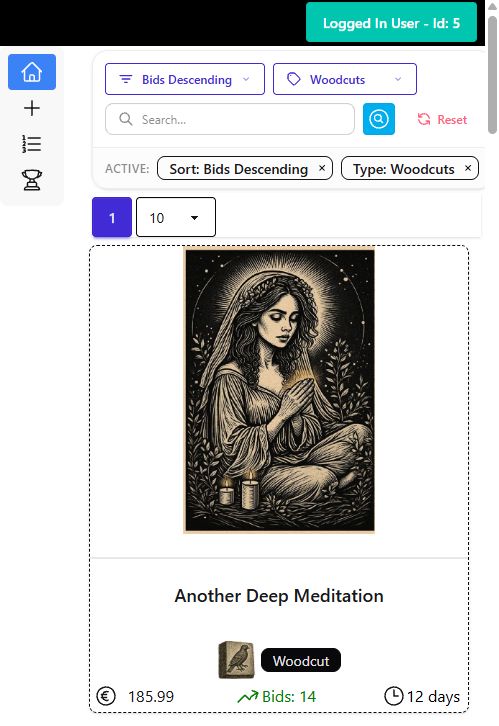 Logged In User - Id: 5
Bids Descending
Woodcuts
Search...
Reset
ACTIVE:
Sort: Bids Descending ×
Type: Woodcuts ×
1
10
Another Deep Meditation
Woodcut
185.99
Bids: 14
12 days